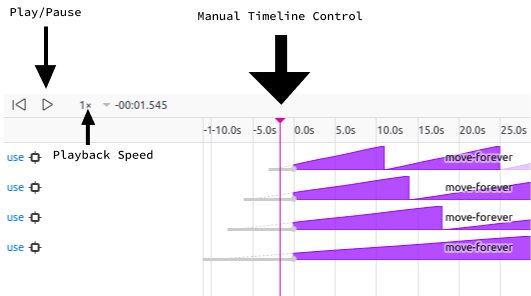 Play/Pause
Manual Timeline Control
1×
-00:01.545
-1-10.0s -5.0s 0.0s 5.0s 10.0s 15.0s 20.0s 25.0s
use
Playback Speed
move-forever
use
move-forever
use
move-forever
use
move-forever